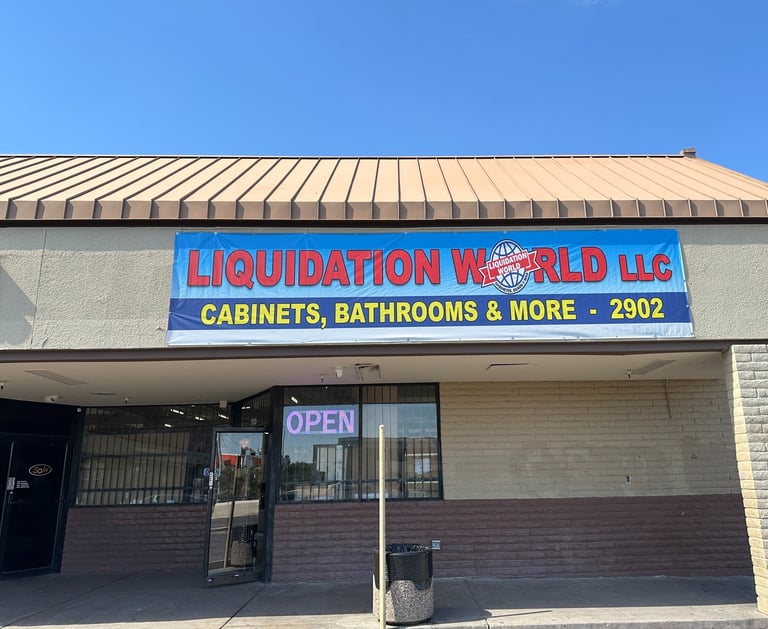 LIQUIDATION WORLD LLC
LIQUIDATION
WORLD
CABINETS, BATHROOMS & MORE - 2902
OPEN